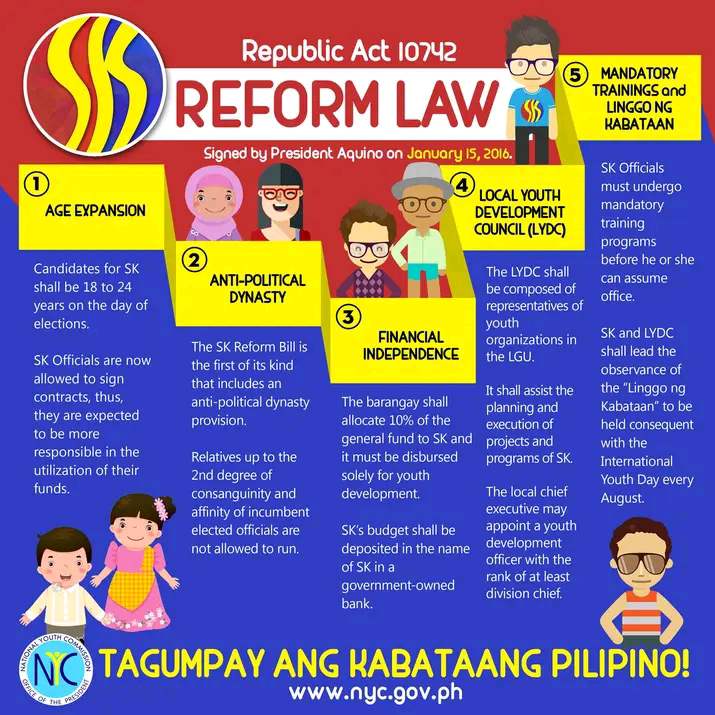 SK
Republic Act 10742
REFORM LAW
Signed by President Aquino on January 15, 2016.
1
AGE EXPANSION
Candidates for SK
shall be 18 to 24
years on the day of
elections.
SK Officials are now
allowed to sign
contracts, thus,
they are expected
to be more
responsible in the
utilization of their
funds.
2
ANTI-POLITICAL
DYNASTY
The SK Reform Bill is
the first of its kind
that includes an
anti-political dynasty
provision.
Relatives up to the
2nd degree of
consanguinity and
affinity of incumbent
elected officials are
not allowed to run.
3
FINANCIAL
INDEPENDENCE
The barangay shall
allocate 10% of the
general fund to SK and
it must be disbursed
solely for youth
development.
SK's budget shall be
deposited in the name
of SK in a
government-owned
bank.
4
LOCAL YOUTH
DEVELOPMENT
COUNCIL (LYDC)
The LYDC shall
be composed of
representatives of
youth
organizations in
the LGU.
It shall assist the
planning and
execution of
projects and
programs of SK.
The local chief
executive may
appoint a youth
development
officer with the
rank of at least
division chief.
5
MANDATORY
TRAININGS and
LINGGO NG
KABATAAN
SK Officials
must undergo
mandatory
training
programs
before he or she
can assume
office.
SK and LYDC
shall lead the
observance of
the "Linggo ng
Kabataan" to be
held consequent
with the
International
Youth Day every
August.
NATIONAL YOUTH COMMISSION
NYC
OFFICE OF THE PRESIDENT
TAGUMPAY ANG KABATAANG PILIPINO!
www.nyc.gov.ph